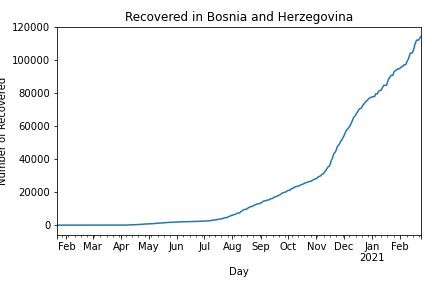 Recovered in Bosnia and Herzegovina
120000
100000
80000
60000
40000
20000
0
Number of Recovered
Feb Mar Apr May Jun Jul Aug Sep Oct Nov Dec Jan Feb
2021
Day